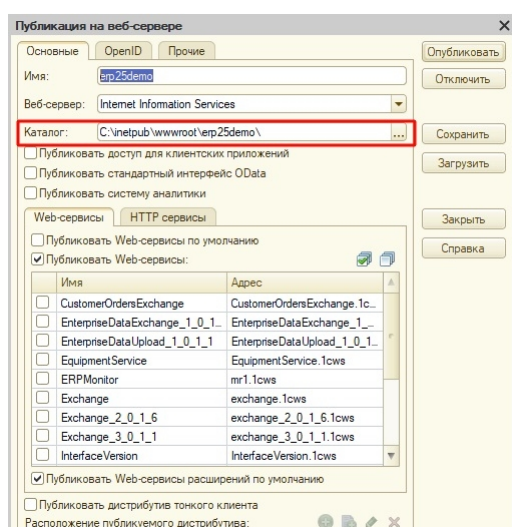 Публикация на веб-сервере
Основные OpenID Прочие
Опубликовать
Имя: erp25demo
Отключить
Веб-сервер: Internet Information Services
Каталог: C:\inetpub\wwwroot\erp25demo\ ...
Сохранить
Публиковать доступ для клиентских приложений
Загрузить
Публиковать стандартный интерфейс OData
Публиковать систему аналитики
Web-сервисы HTTP сервисы
Закрыть
Публиковать Web-сервисы по умолчанию
Справка
Публиковать Web-сервисы:
Имя Адрес
CustomerOrdersExchange CustomerOrdersExchange.1c...
EnterpriseDataExchange_1_0_1... EnterpriseDataExchange_1_...
EnterpriseDataUpload_1_0_1_1 EnterpriseDataUpload_1_0_1...
EquipmentService EquipmentService.1cws
ERPMonitor mr1.1cws
Exchange exchange.1cws
Exchange_2_0_1_6 exchange_2_0_1_6.1cws
Exchange_3_0_1_1 exchange_3_0_1_1.1cws
InterfaceVersion InterfaceVersion.1cws
Публиковать Web-сервисы расширений по умолчанию
Публиковать дистрибутив тонкого клиента
Расположение публикуемого дистрибутива: